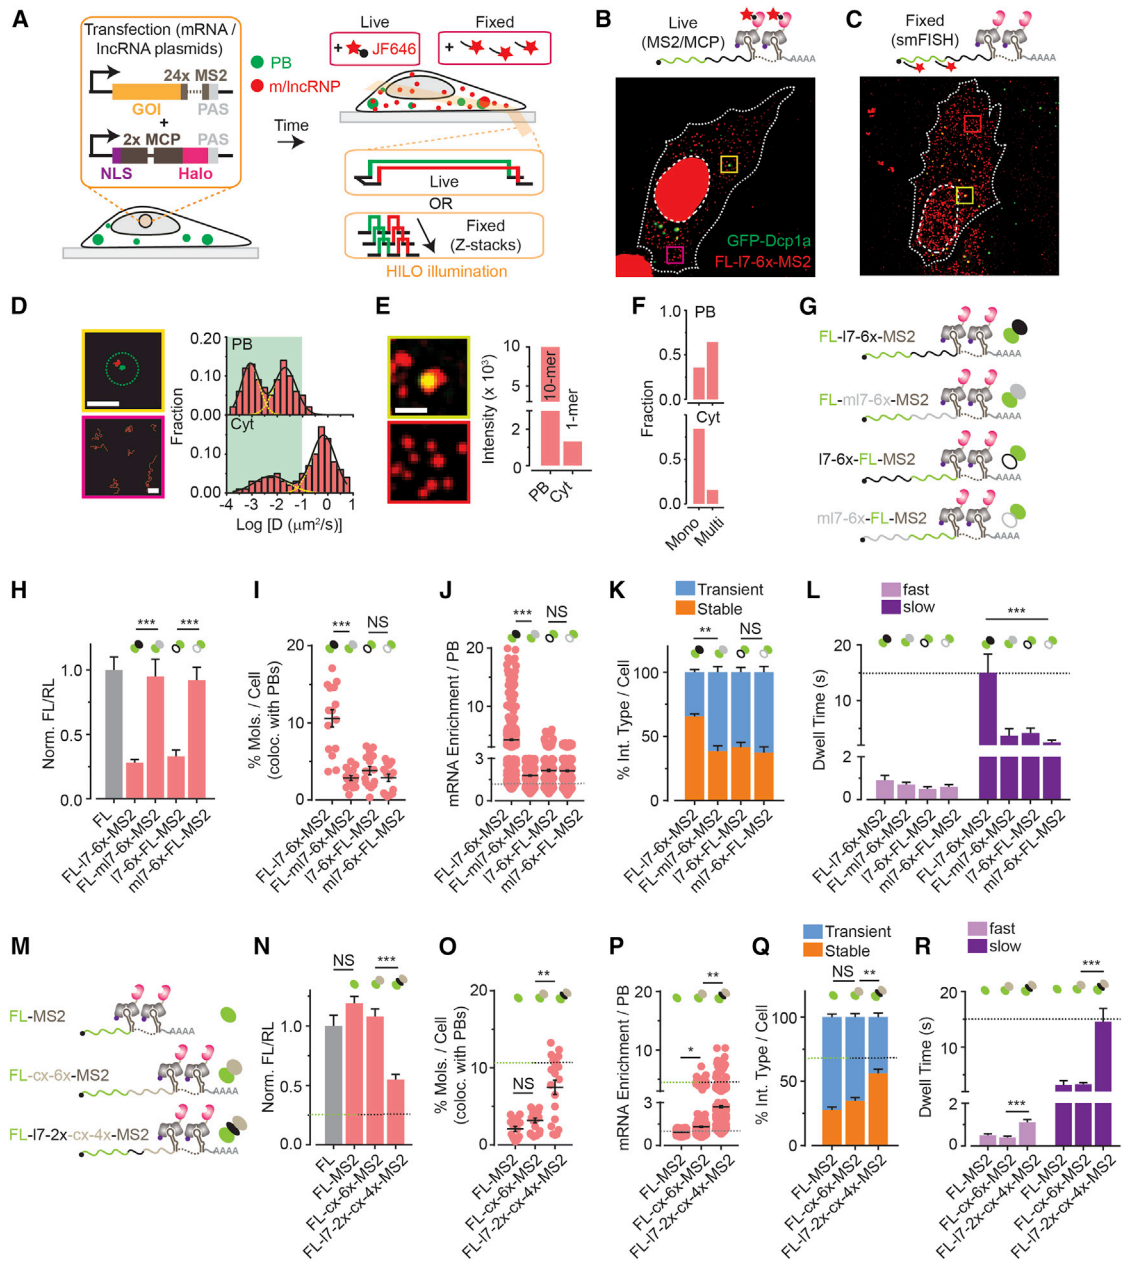 A
Transfection (mRNA /
lncRNA plasmids)
24x MS2
GOI
PAS
+
2x MCP
PAS
NLS
Halo
PB
m/lncRNP
Time
Live
Fixed
+
JF646
+
Live
OR
Fixed
(Z-stacks)
HILO illumination
B
Live
(MS2/MCP)
AAAA
GFP-Dcp1a
FL-l7-6x-MS2
C
Fixed
(smFISH)
AAAA
D
Fraction
0.20
0.10
0.00
PB
0.20
0.10
0.00
Cyt
-4 -3 -2 -1 0 1
Log [D (μm²/s)]
E
Intensity (x 10³)
10
5
2
1
0
10-mer
1-mer
PB
Cyt
F
Fraction
1.0
0.5
0.0
PB
1.0
0.5
0.0
Cyt
Mono
Multi
G
FL-l7-6x-MS2
AAAA
FL-ml7-6x-MS2
AAAA
l7-6x-FL-MS2
AAAA
ml7-6x-FL-MS2
AAAA
H
Norm. FL/RL
1.0
0.5
0.0
***
***
FL
FL-l7-6x-MS2
FL-ml7-6x-MS2
l7-6x-FL-MS2
ml7-6x-FL-MS2
I
% Mols. / Cell
(coloc. with PBs)
20
10
0
***
NS
FL-l7-6x-MS2
FL-ml7-6x-MS2
l7-6x-FL-MS2
ml7-6x-FL-MS2
J
mRNA Enrichment / PB
20
10
3
0
***
NS
FL-l7-6x-MS2
FL-ml7-6x-MS2
l7-6x-FL-MS2
ml7-6x-FL-MS2
K
Transient
Stable
% Int. Type / Cell
100
50
0
**
NS
FL-l7-6x-MS2
FL-ml7-6x-MS2
l7-6x-FL-MS2
ml7-6x-FL-MS2
L
fast
slow
Dwell Time (s)
20
10
2
0
***
FL-l7-6x-MS2
FL-ml7-6x-MS2
l7-6x-FL-MS2
ml7-6x-FL-MS2
FL-l7-6x-MS2
FL-ml7-6x-MS2
l7-6x-FL-MS2
ml7-6x-FL-MS2
M
FL-MS2
AAAA
FL-cx-6x-MS2
AAAA
FL-l7-2x-cx-4x-MS2
AAAA
N
Norm. FL/RL
1.0
0.5
0.0
NS
***
FL
FL-MS2
FL-cx-6x-MS2
FL-l7-2x-cx-4x-MS2
O
% Mols. / Cell
(coloc. with PBs)
20
10
0
NS
**
FL-MS2
FL-cx-6x-MS2
FL-l7-2x-cx-4x-MS2
P
mRNA Enrichment / PB
20
10
3
0
*
**
FL-MS2
FL-cx-6x-MS2
FL-l7-2x-cx-4x-MS2
Q
Transient
Stable
% Int. Type / Cell
100
50
0
NS
**
FL-MS2
FL-cx-6x-MS2
FL-l7-2x-cx-4x-MS2
R
fast
slow
Dwell Time (s)
20
10
2
0
***
***
FL-MS2
FL-cx-6x-MS2
FL-l7-2x-cx-4x-MS2
FL-MS2
FL-cx-6x-MS2
FL-l7-2x-cx-4x-MS2